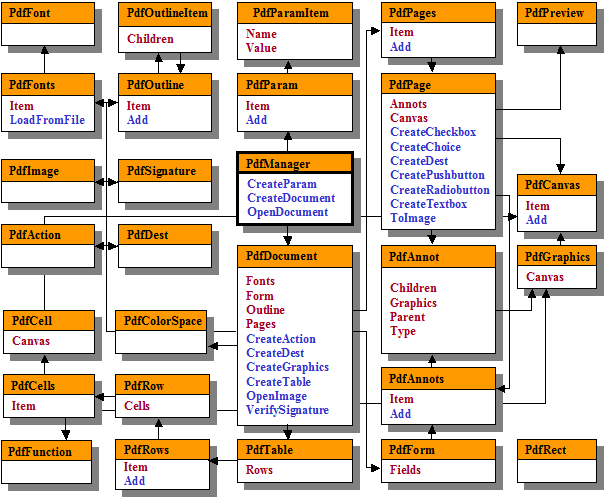 PdfFont
PdfOutlineItem
Children
PdfParamItem
Name
Value
PdfPages
Item
Add
PdfPreview
PdfFonts
Item
LoadFromFile
PdfOutline
Item
Add
PdfParam
Item
Add
PdfPage
Annots
Canvas
CreateCheckbox
CreateChoice
CreateDest
CreatePushbutton
CreateRadiobutton
CreateTextbox
ToImage
PdfImage
PdfSignature
PdfManager
CreateParam
CreateDocument
OpenDocument
PdfCanvas
Item
Add
PdfAction
PdfDest
PdfDocument
Fonts
Form
Outline
Pages
CreateAction
CreateDest
CreateGraphics
CreateTable
OpenImage
VerifySignature
PdfAnnot
Children
Graphics
Parent
Type
PdfGraphics
Canvas
PdfCell
Canvas
PdfColorSpace
PdfCells
Item
PdfRow
Cells
PdfAnnots
Item
Add
PdfFunction
PdfRows
Item
Add
PdfTable
Rows
PdfForm
Fields
PdfRect